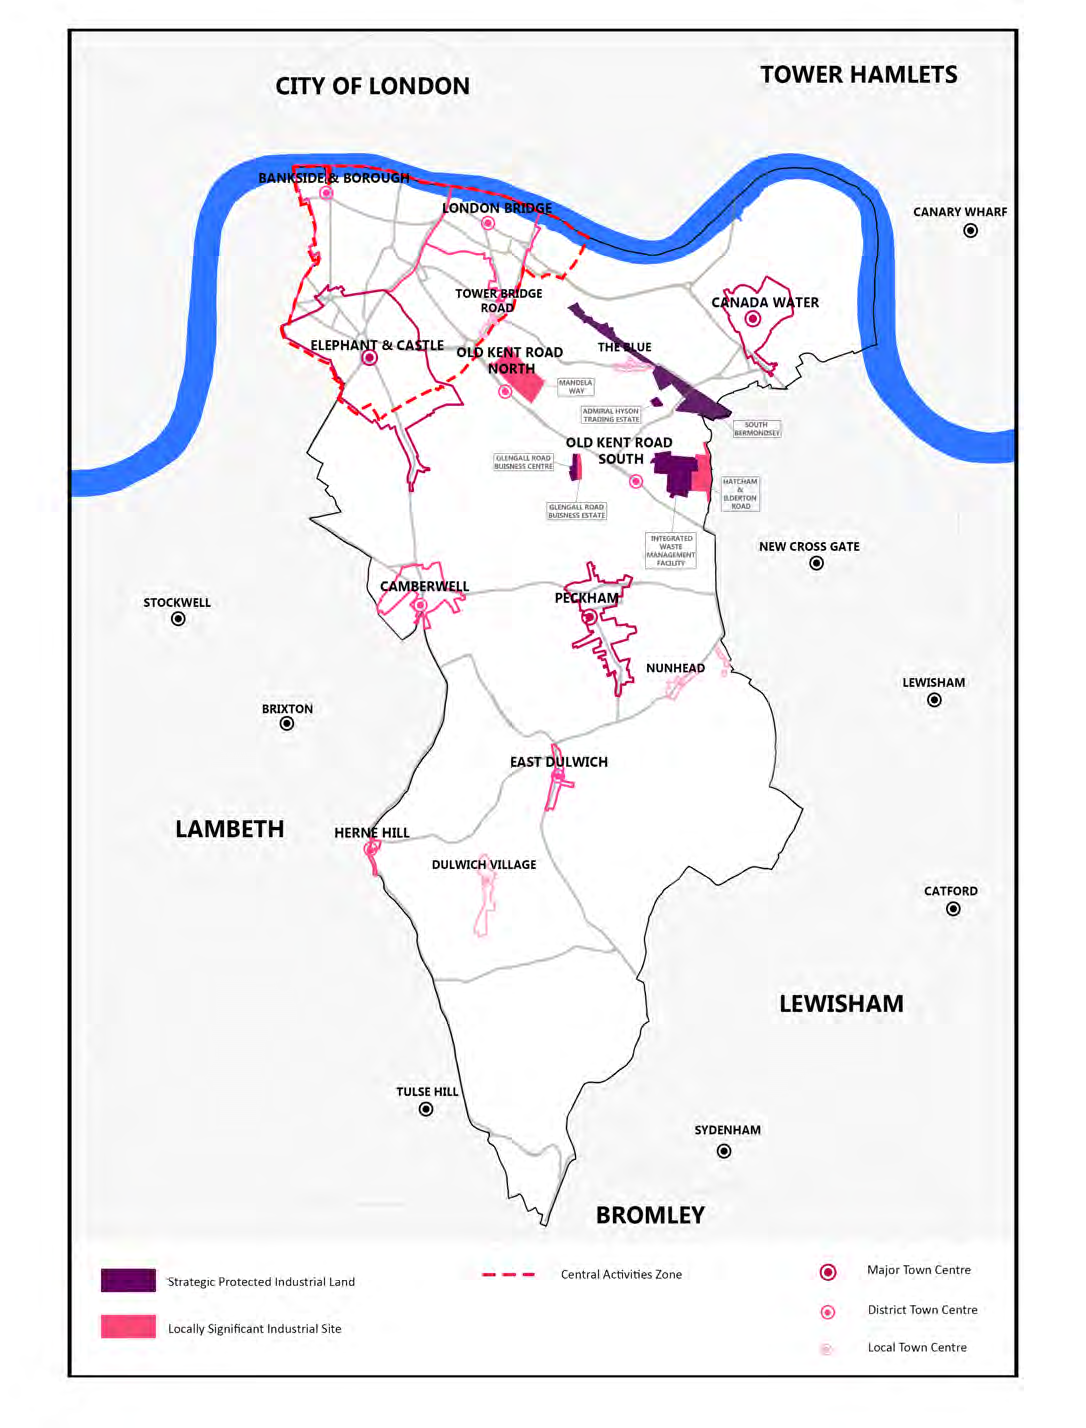 CITY OF LONDON
TOWER HAMLETS
BANKSIDE & BOROUGH
LONDON BRIDGE
CANARY WHARF
TOWER BRIDGE
ROAD
CANADA WATER
ELEPHANT & CASTLE
OLD KENT ROAD
NORTH
THE BLUE
MANDELA
WAY
ADMIRAL HYSON
TRADING ESTATE
SOUTH
BERMONDSEY
OLD KENT ROAD
SOUTH
GLENGALL ROAD
BUISNESS CENTRE
HATCHAM
&
ILDERTON
ROAD
GLENGALL ROAD
BUISNESS ESTATE
INTEGRATED
WASTE
MANAGEMENT
FACILITY
NEW CROSS GATE
CAMBERWELL
PECKHAM
STOCKWELL
NUNHEAD
LEWISHAM
BRIXTON
EAST DULWICH
LAMBETH
HERNE HILL
DULWICH VILLAGE
CATFORD
LEWISHAM
TULSE HILL
SYDENHAM
BROMLEY
Strategic Protected Industrial Land
Central Activities Zone
Major Town Centre
District Town Centre
Locally Significant Industrial Site
Local Town Centre